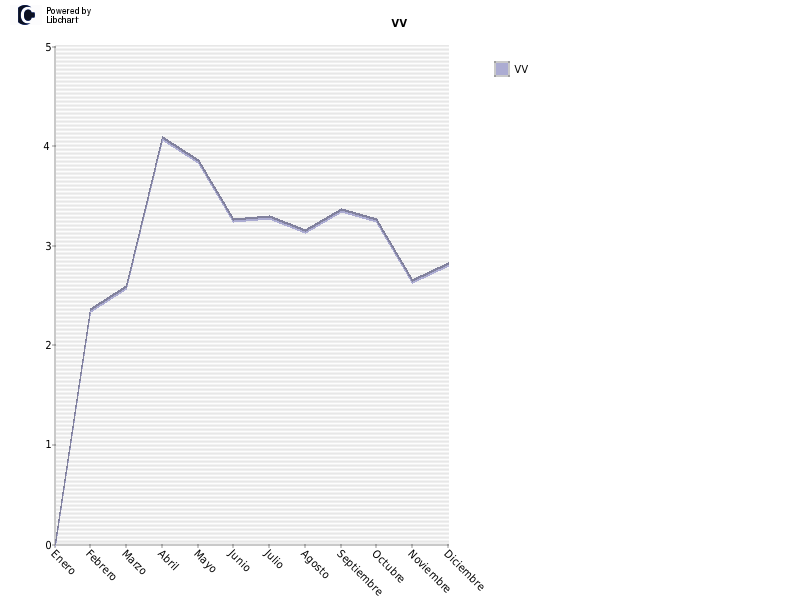 Powered by
Libchart
VV
VV
5
4
3
2
1
0
Enero
Febrero
Marzo
Abril
Mayo
Junio
Julio
Agosto
Septiembre
Octubre
Noviembre
Diciembre